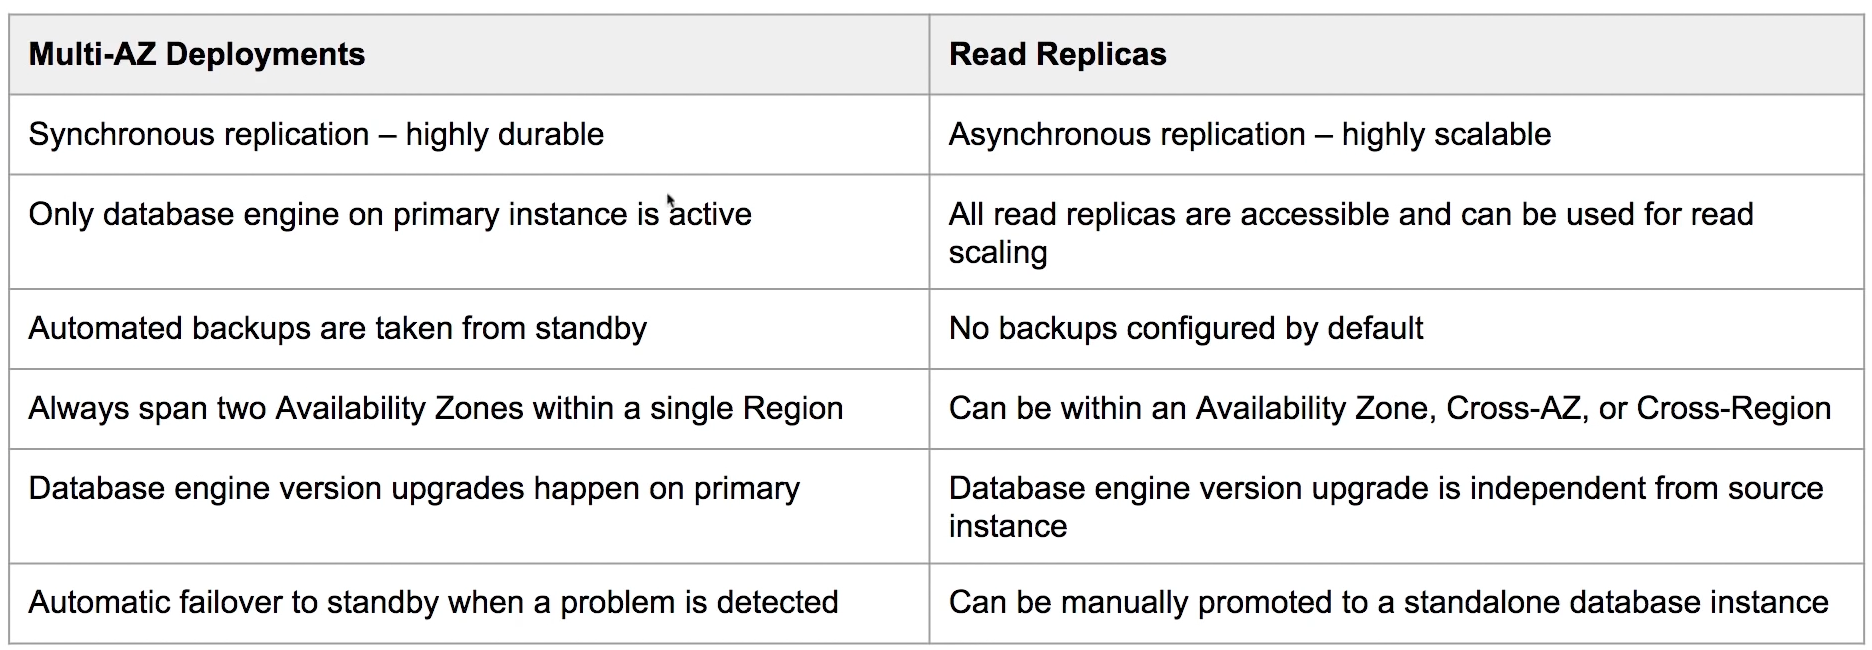 Multi-AZ Deployments
Read Replicas
Synchronous replication – highly durable
Asynchronous replication – highly scalable
Only database engine on primary instance is active
All read replicas are accessible and can be used for read
scaling
Automated backups are taken from standby
No backups configured by default
Always span two Availability Zones within a single Region
Can be within an Availability Zone, Cross-AZ, or Cross-Region
Database engine version upgrades happen on primary
Database engine version upgrade is independent from source
instance
Automatic failover to standby when a problem is detected
Can be manually promoted to a standalone database instance